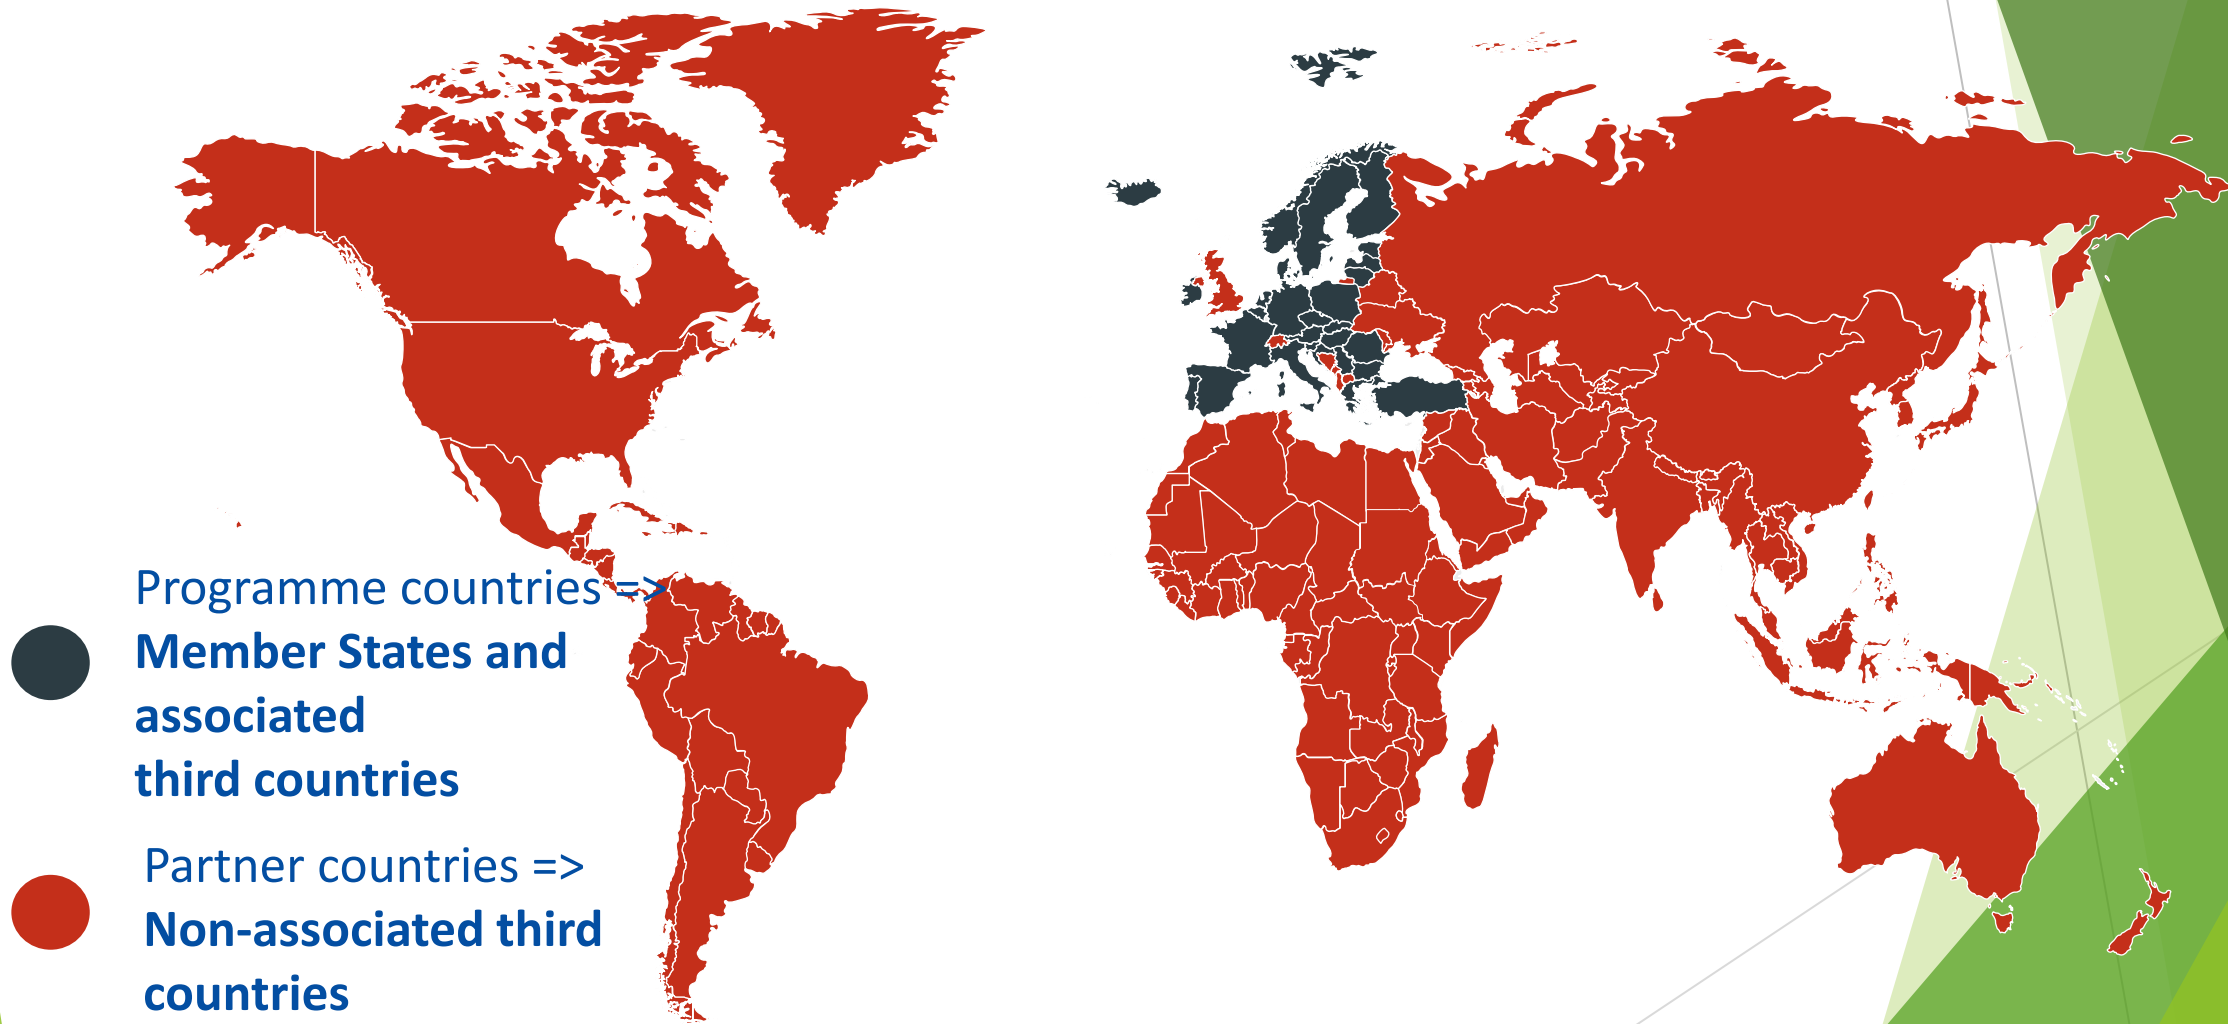 Programme countries =>
Member States and
associated
third countries
Partner countries =>
Non-associated third
countries